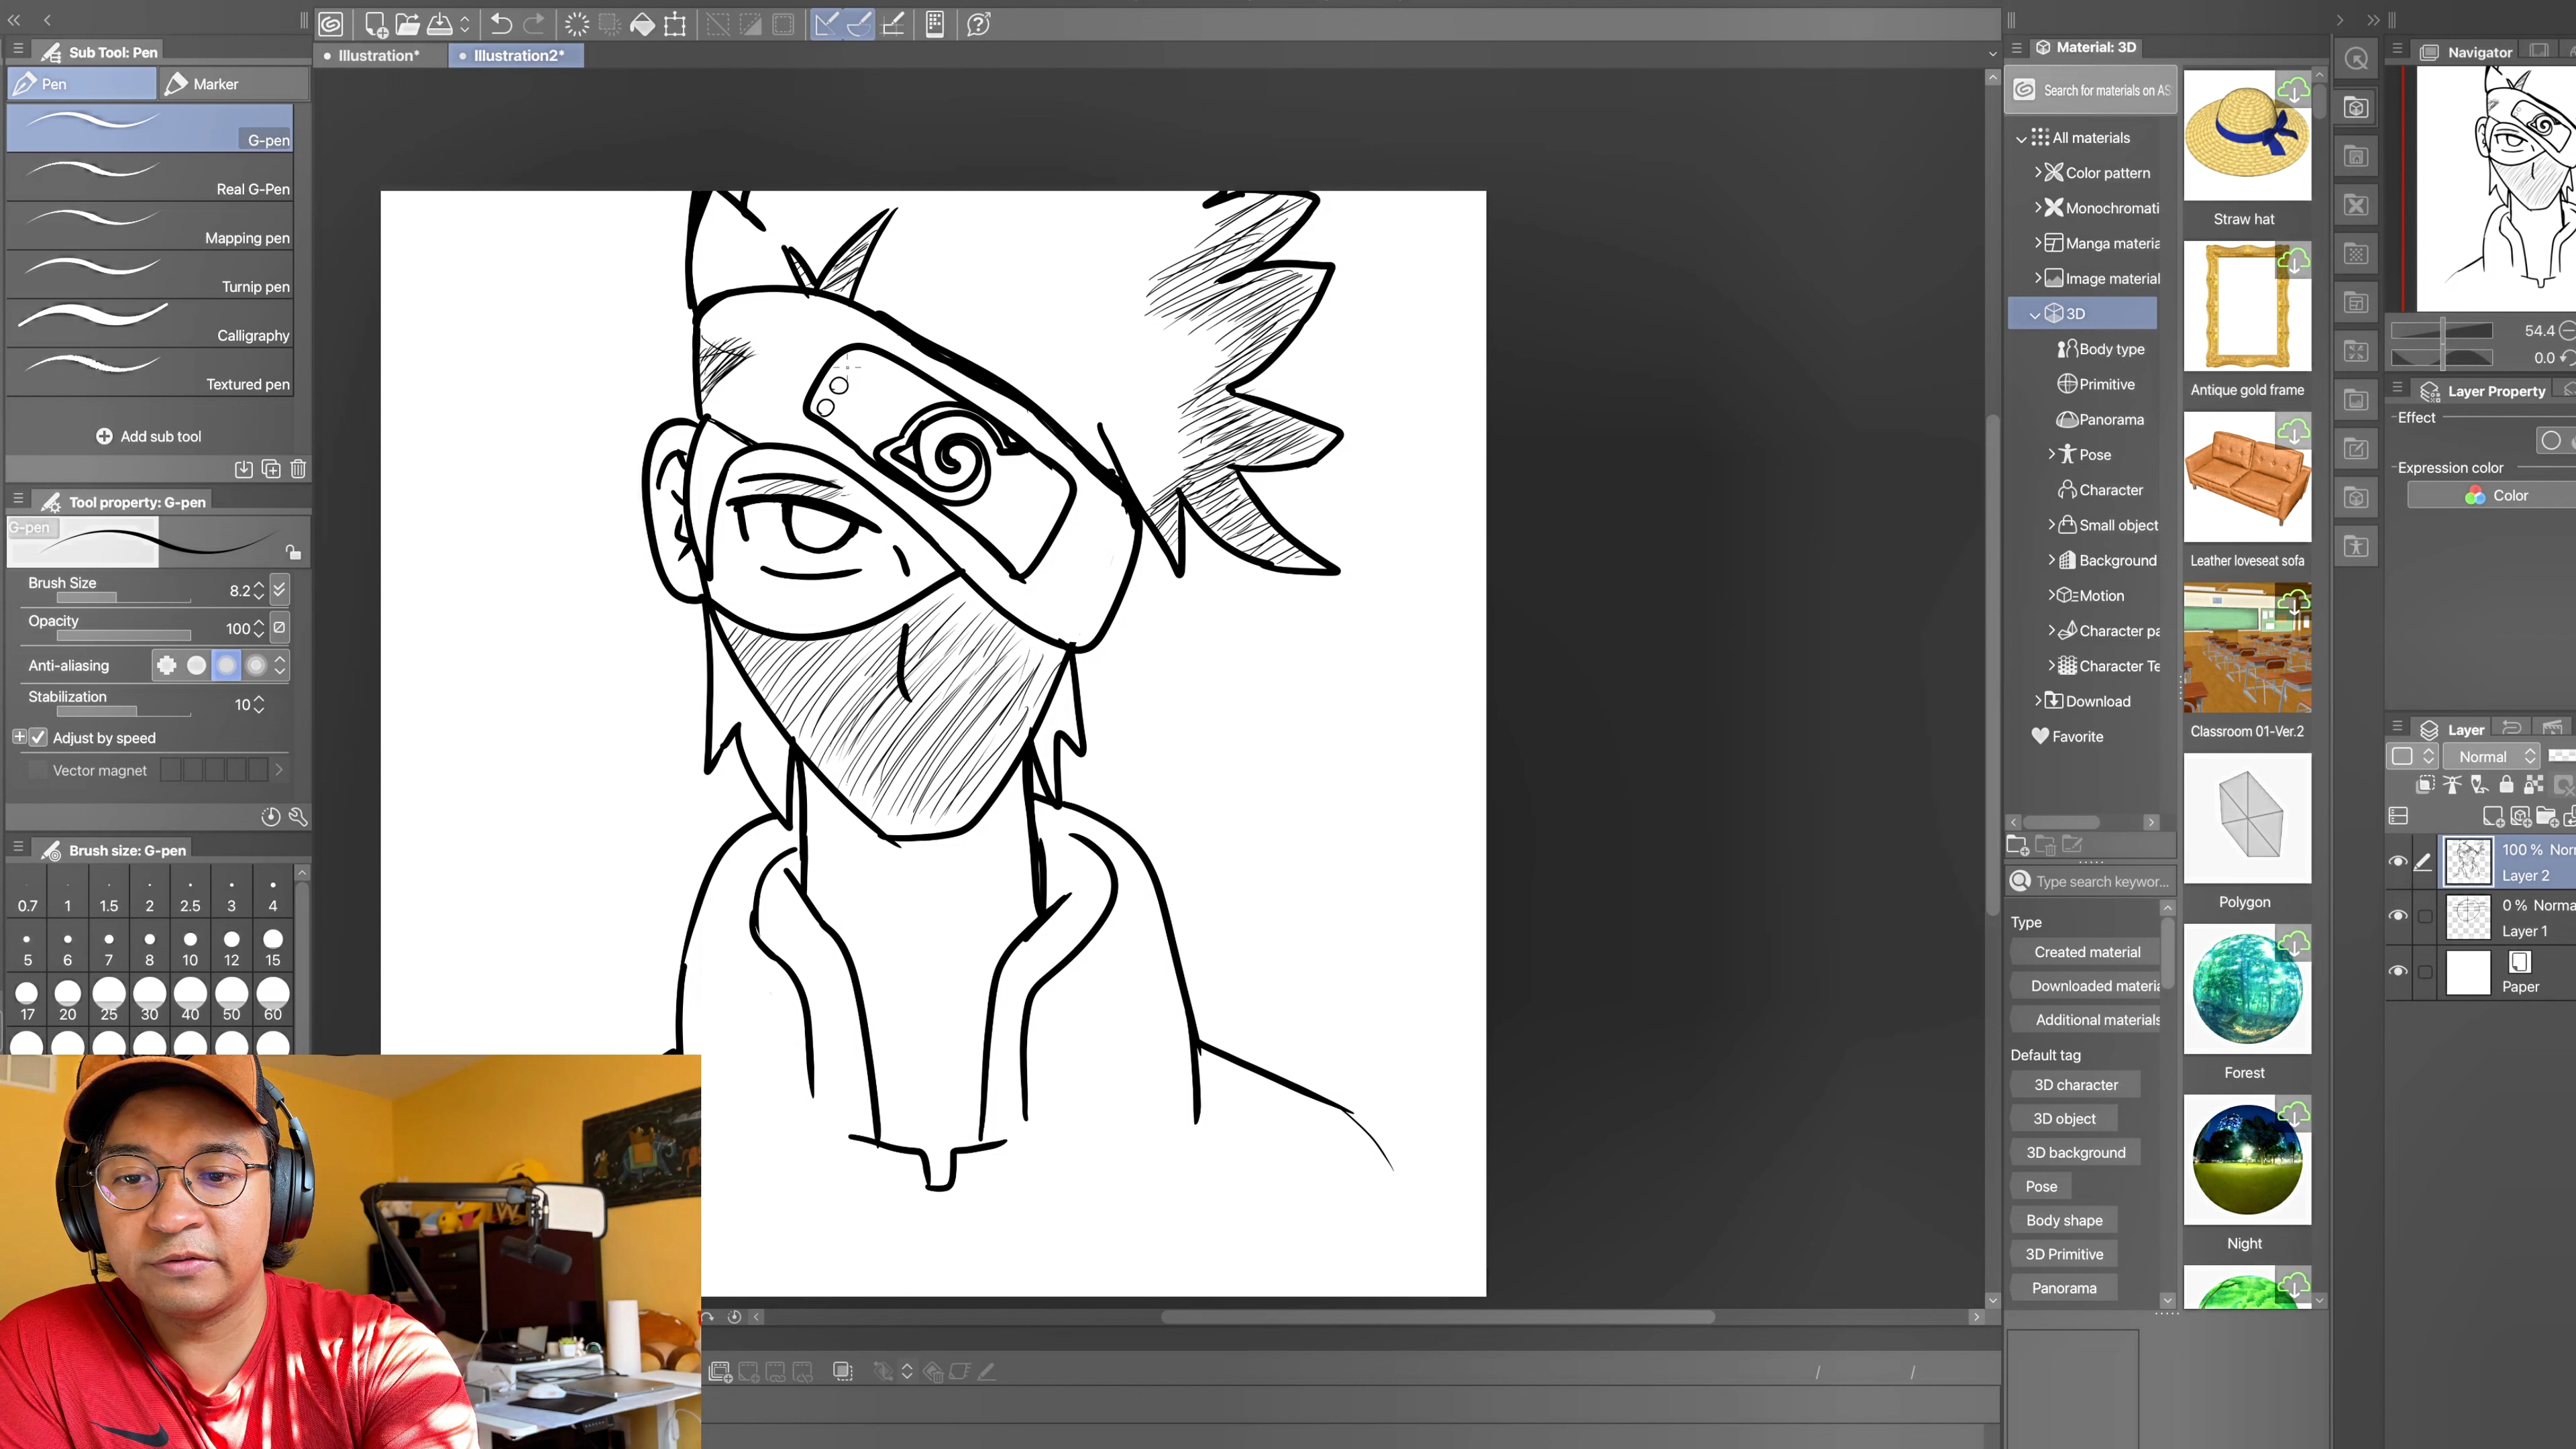 Sub Tool: Pen
Pen
Marker
G-pen
Real G-Pen
Mapping pen
Turnip pen
Calligraphy
Textured pen
Add sub tool
Tool property: G-pen
G-pen
Brush Size 8.2
Opacity 100
Anti-aliasing
Stabilization 10
Adjust by speed
Vector magnet
Brush size: G-pen
0.7 1 1.5 2 2.5 3 4
5 6 7 8 10 12 15
17 20 25 30 40 50 60
Illustration*
Illustration2*
Material: 3D
Search for materials on AS
All materials
Color pattern
Monochromati
Manga materia
Image material
3D
Body type
Primitive
Panorama
Pose
Character
Small object
Background
Motion
Character pa
Character Te
Download
Favorite
Type search keywor...
Type
Created material
Downloaded materia
Additional materials
Default tag
3D character
3D object
3D background
Pose
Body shape
3D Primitive
Panorama
Straw hat
Antique gold frame
Leather loveseat sofa
Classroom 01-Ver.2
Polygon
Forest
Night
Navigator
54.4
0.0
Layer Property
Effect
Expression color
Color
Layer
Normal
100 % Nor
Layer 2
0 % Norma
Layer 1
Paper